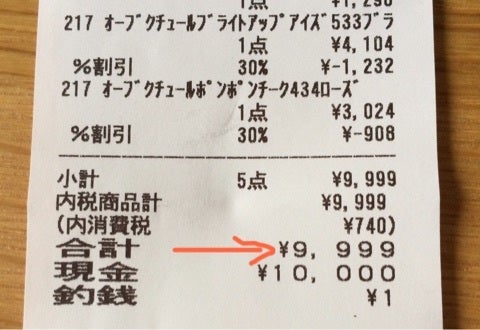 1点 ¥1,298
217 オーブクチュールブライトアップアイズ533ブラ
1点 ¥4,104
%割引 30% ¥-1,232
217 オーブクチュールポンポンチーク434ローズ
1点 ¥3,024
%割引 30% ¥-908
小計 5点 ¥9,999
内税商品計 ¥9,999
(内消費税 ¥740)
合計 ¥9,999
現金 ¥10,000
釣銭 ¥1